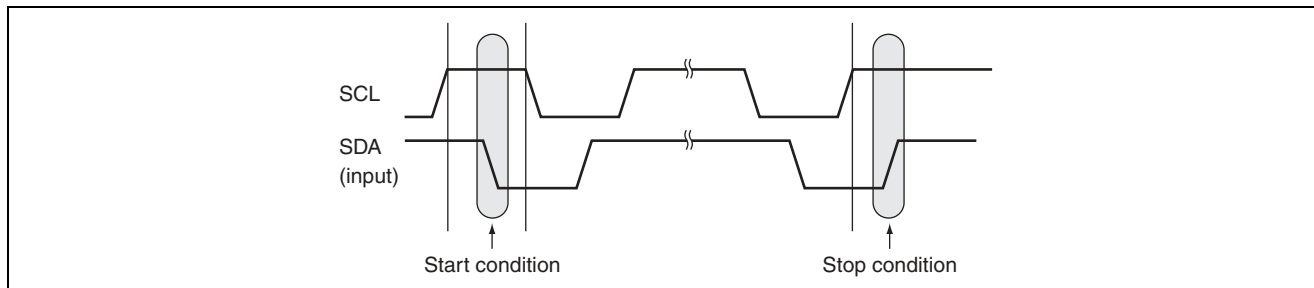 SCL
SDA
(input)
Start condition
Stop condition